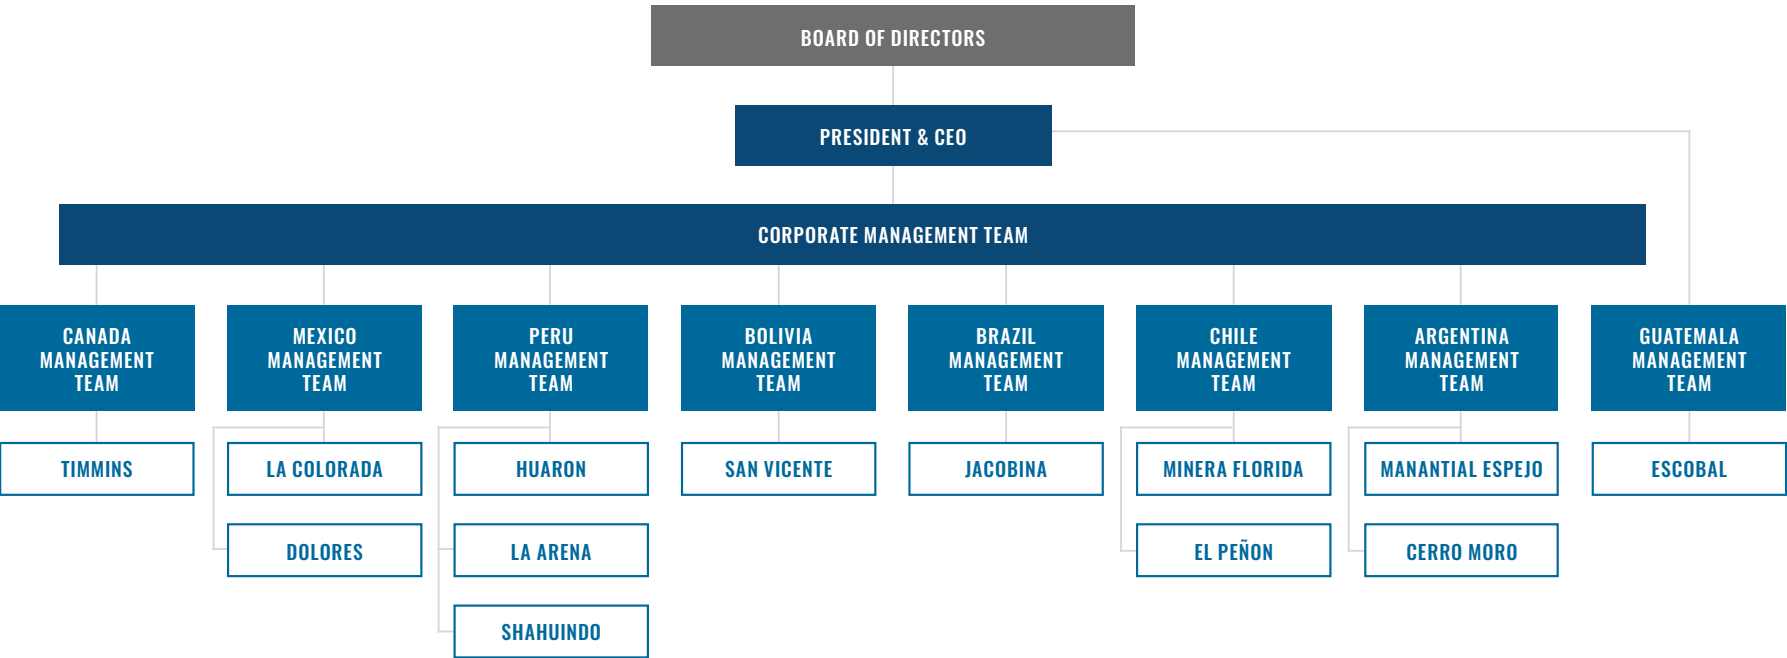 BOARD OF DIRECTORS
PRESIDENT & CEO
CORPORATE MANAGEMENT TEAM
CANADA
MANAGEMENT
TEAM
MEXICO
MANAGEMENT
TEAM
PERU
MANAGEMENT
TEAM
BOLIVIA
MANAGEMENT
TEAM
BRAZIL
MANAGEMENT
TEAM
CHILE
MANAGEMENT
TEAM
ARGENTINA
MANAGEMENT
TEAM
GUATEMALA
MANAGEMENT
TEAM
TIMMINS
LA COLORADA
HUARON
SAN VICENTE
JACOBINA
MINERA FLORIDA
MANANTIAL ESPEJO
ESCOBAL
DOLORES
LA ARENA
EL PEÑON
CERRO MORO
SHAHUINDO